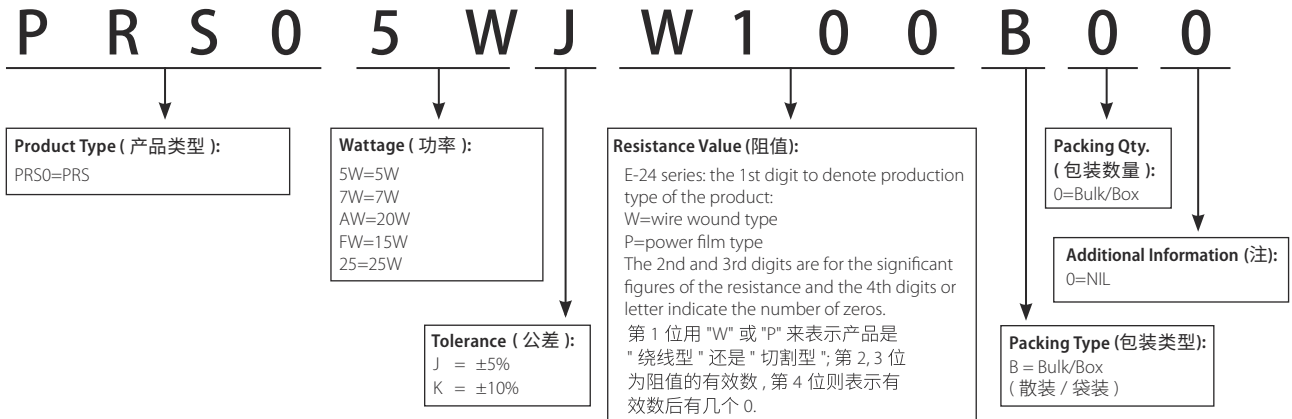 P R S 0 5 W J W 1 0 0 B 0 0
Product Type ( 产品类型 ):
PRS0=PRS
Wattage ( 功率 ):
5W=5W
7W=7W
AW=20W
FW=15W
25=25W
Tolerance ( 公差 ):
J = ±5%
K = ±10%
Resistance Value (阻值):
E-24 series: the 1st digit to denote production
type of the product:
W=wire wound type
P=power film type
The 2nd and 3rd digits are for the significant
figures of the resistance and the 4th digits or
letter indicate the number of zeros.
第 1 位用 "W" 或 "P" 来表示产品是
" 绕线型 " 还是 " 切割型 "; 第 2, 3 位
为阻值的有效数 , 第 4 位则表示有
效数后有几个 0.
Packing Qty.
( 包装数量 ):
0=Bulk/Box
Additional Information (注):
0=NIL
Packing Type (包装类型):
B = Bulk/Box
( 散装 / 袋装 )